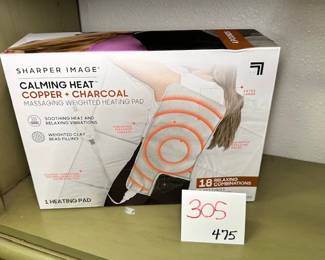 SHARPER IMAGE®
CALMING HEAT™
COPPER + CHARCOAL
MASSAGING WEIGHTED HEATING PAD
SOOTHING HEAT AND
RELAXING VIBRATIONS
WEIGHTED CLAY
BEAD FILLING
1 HEATING PAD
18 RELAXING
COMBINATIONS
305
475